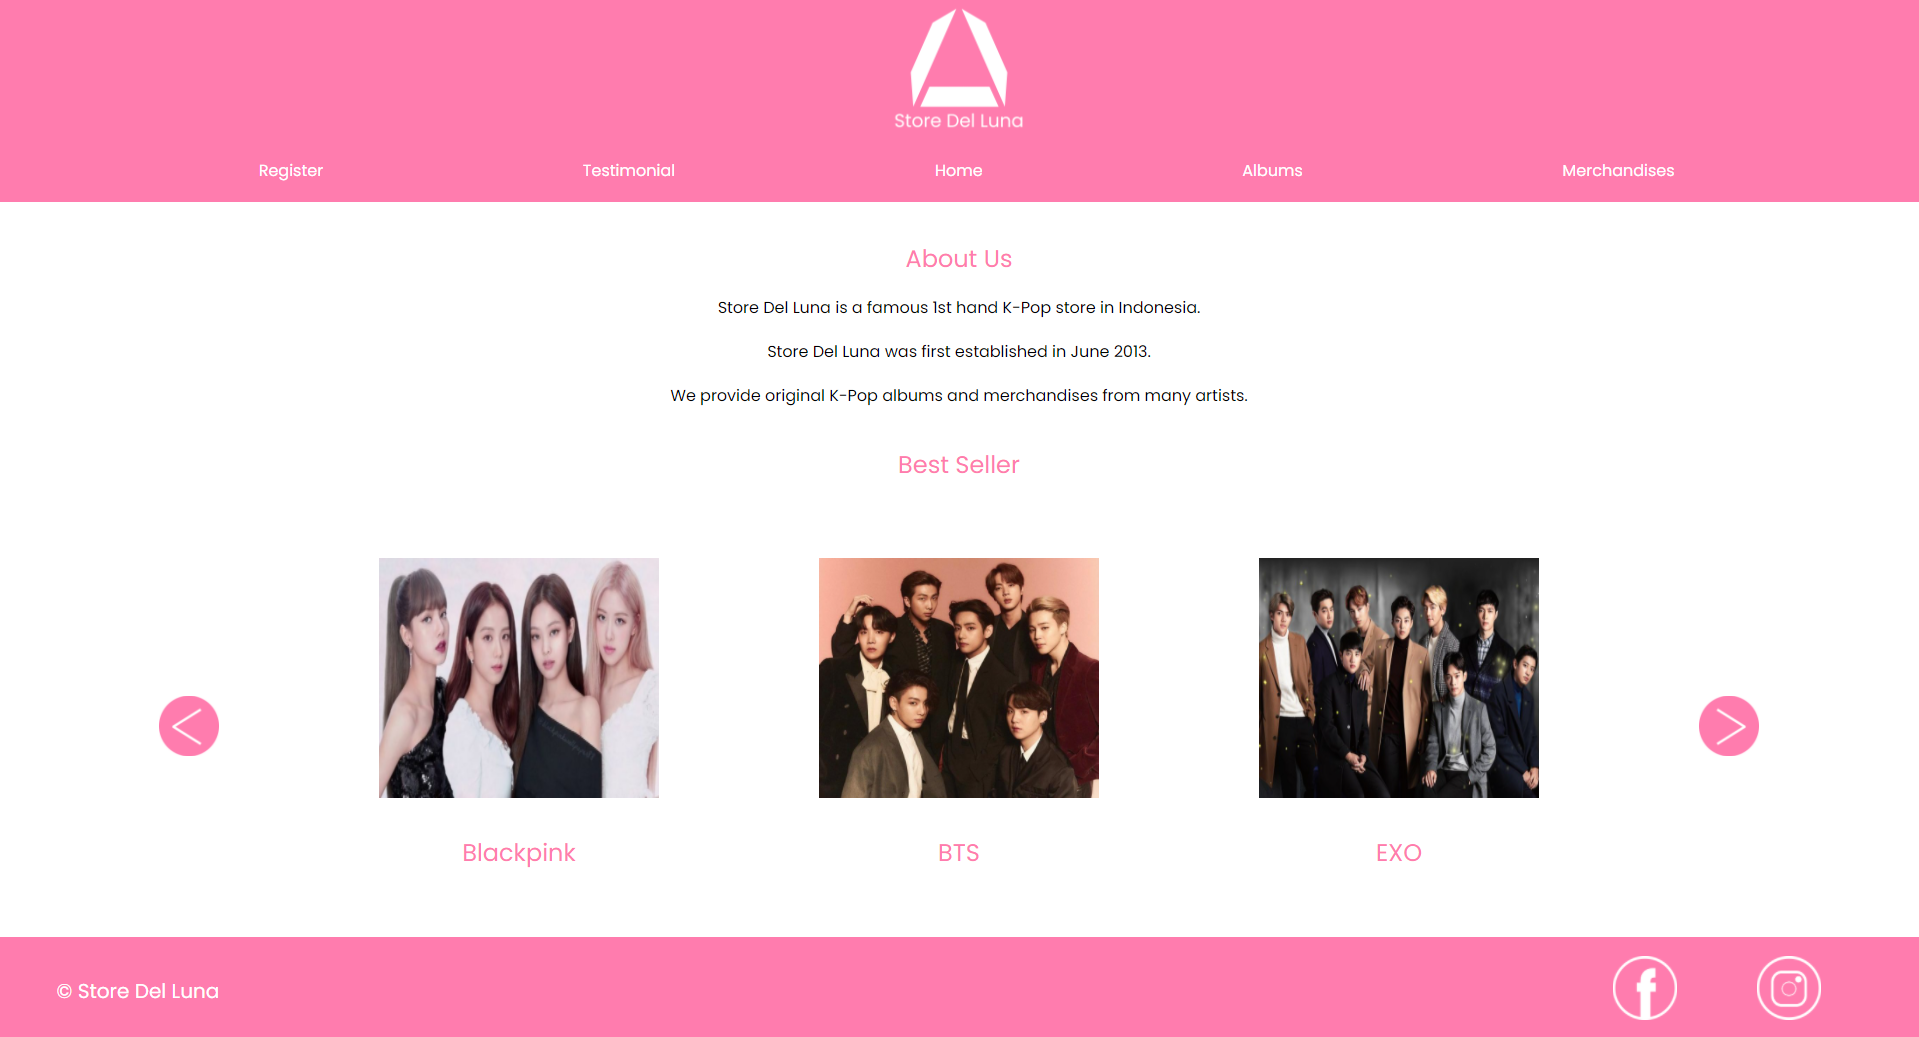 Store Del Luna
Register
Testimonial
Home
Albums
Merchandises
About Us
Store Del Luna is a famous 1st hand K-Pop store in Indonesia.
Store Del Luna was first established in June 2013.
We provide original K-Pop albums and merchandises from many artists.
Best Seller
Blackpink
BTS
EXO
© Store Del Luna